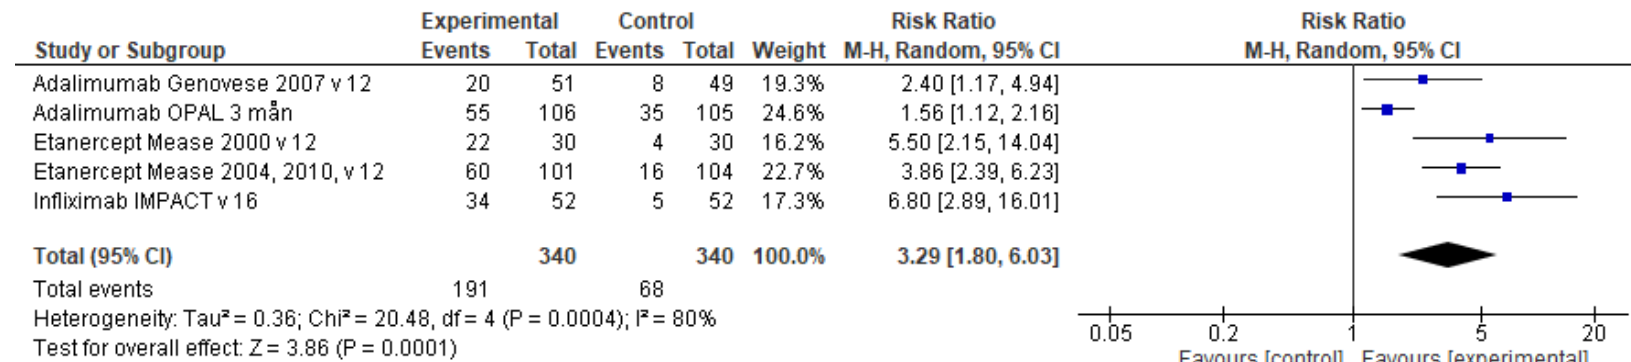 Experimental Control Risk Ratio Risk Ratio
Study or Subgroup Events Total Events Total Weight M-H, Random, 95% CI M-H, Random, 95% CI
Adalimumab Genovese 2007 v 12 20 51 8 49 19.3% 2.40 [1.17, 4.94]
Adalimumab OPAL 3 mån 55 106 35 105 24.6% 1.56 [1.12, 2.16]
Etanercept Mease 2000 v 12 22 30 4 30 16.2% 5.50 [2.15, 14.04]
Etanercept Mease 2004, 2010, v 12 60 101 16 104 22.7% 3.86 [2.39, 6.23]
Infliximab IMPACT v 16 34 52 5 52 17.3% 6.80 [2.89, 16.01]
Total (95% CI) 340 340 100.0% 3.29 [1.80, 6.03]
Total events 191 68
Heterogeneity: Tau² = 0.36; Chi² = 20.48, df = 4 (P = 0.0004); I² = 80%
Test for overall effect: Z = 3.86 (P = 0.0001)
0.05 0.2 1 5 20
Favours [control] Favours [experimental]